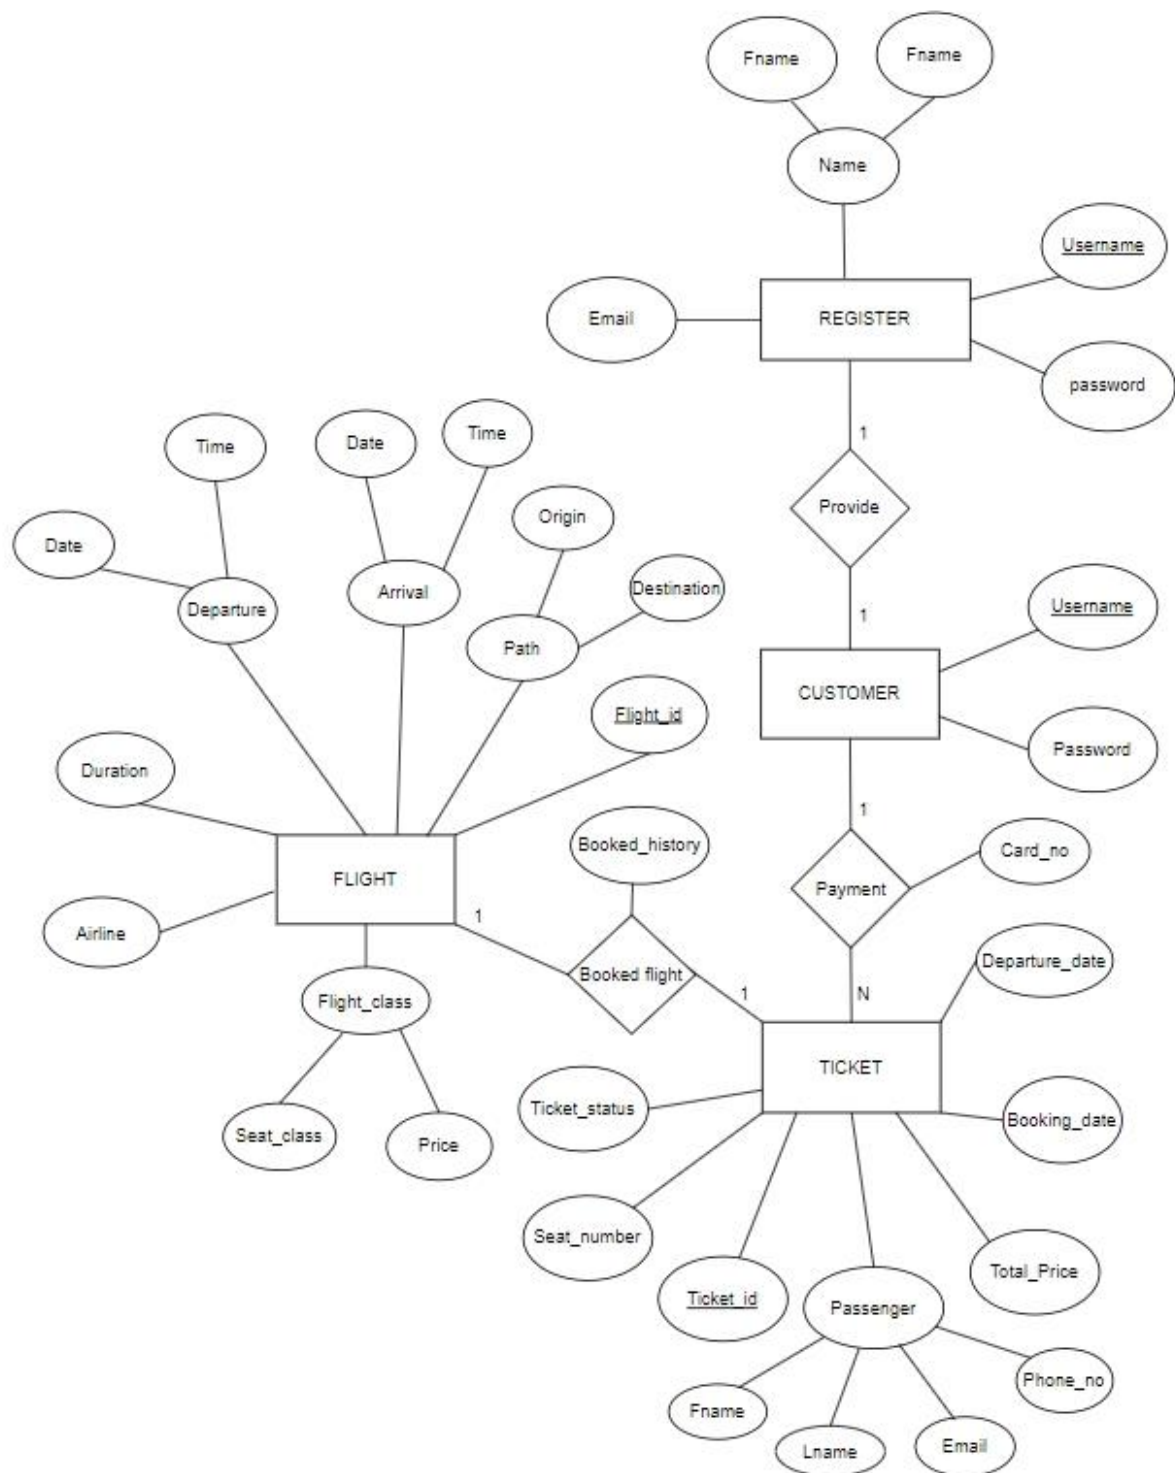 Fname
Fname
Name
Username
Email
REGISTER
password
1
Provide
1
Username
CUSTOMER
Password
1
Card_no
Payment
N
Time
Date
Time
Date
Origin
Departure
Arrival
Destination
Path
Flight_id
Duration
FLIGHT
Booked_history
Airline
1
Booked flight
1
Flight_class
Seat_class
Price
Departure_date
TICKET
Ticket_status
Booking_date
Seat_number
Ticket_id
Passenger
Total_Price
Phone_no
Fname
Lname
Email